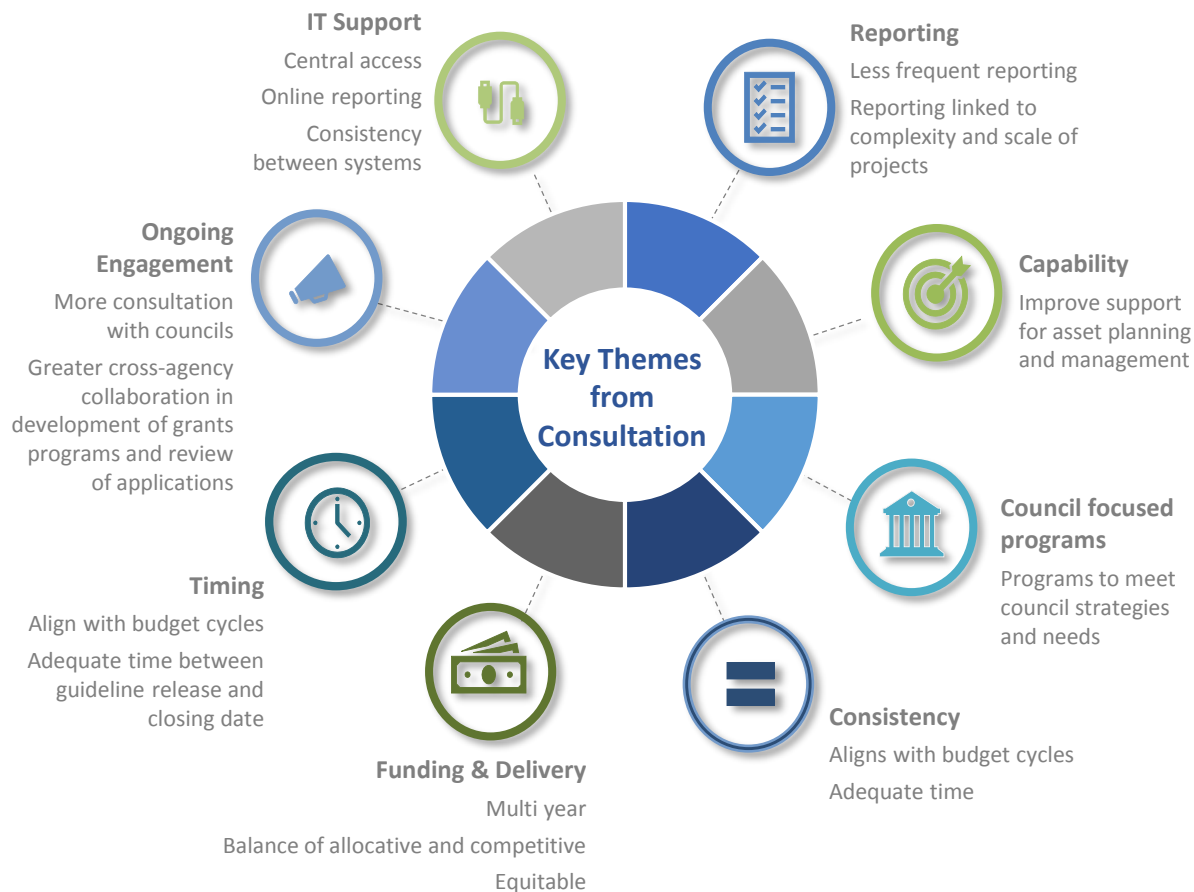 IT Support
Central access
Online reporting
Consistency
between systems
Reporting
Less frequent reporting
Reporting linked to
complexity and scale of
projects
Ongoing
Engagement
More consultation
with councils
Greater cross-agency
collaboration in
development of grants
programs and review
of applications
Capability
Improve support
for asset planning
and management
Key Themes
from
Consultation
Timing
Align with budget cycles
Adequate time between
guideline release and
closing date
Council focused
programs
Programs to meet
council strategies
and needs
Funding & Delivery
Multi year
Balance of allocative and competitive
Equitable
Consistency
Aligns with budget cycles
Adequate time